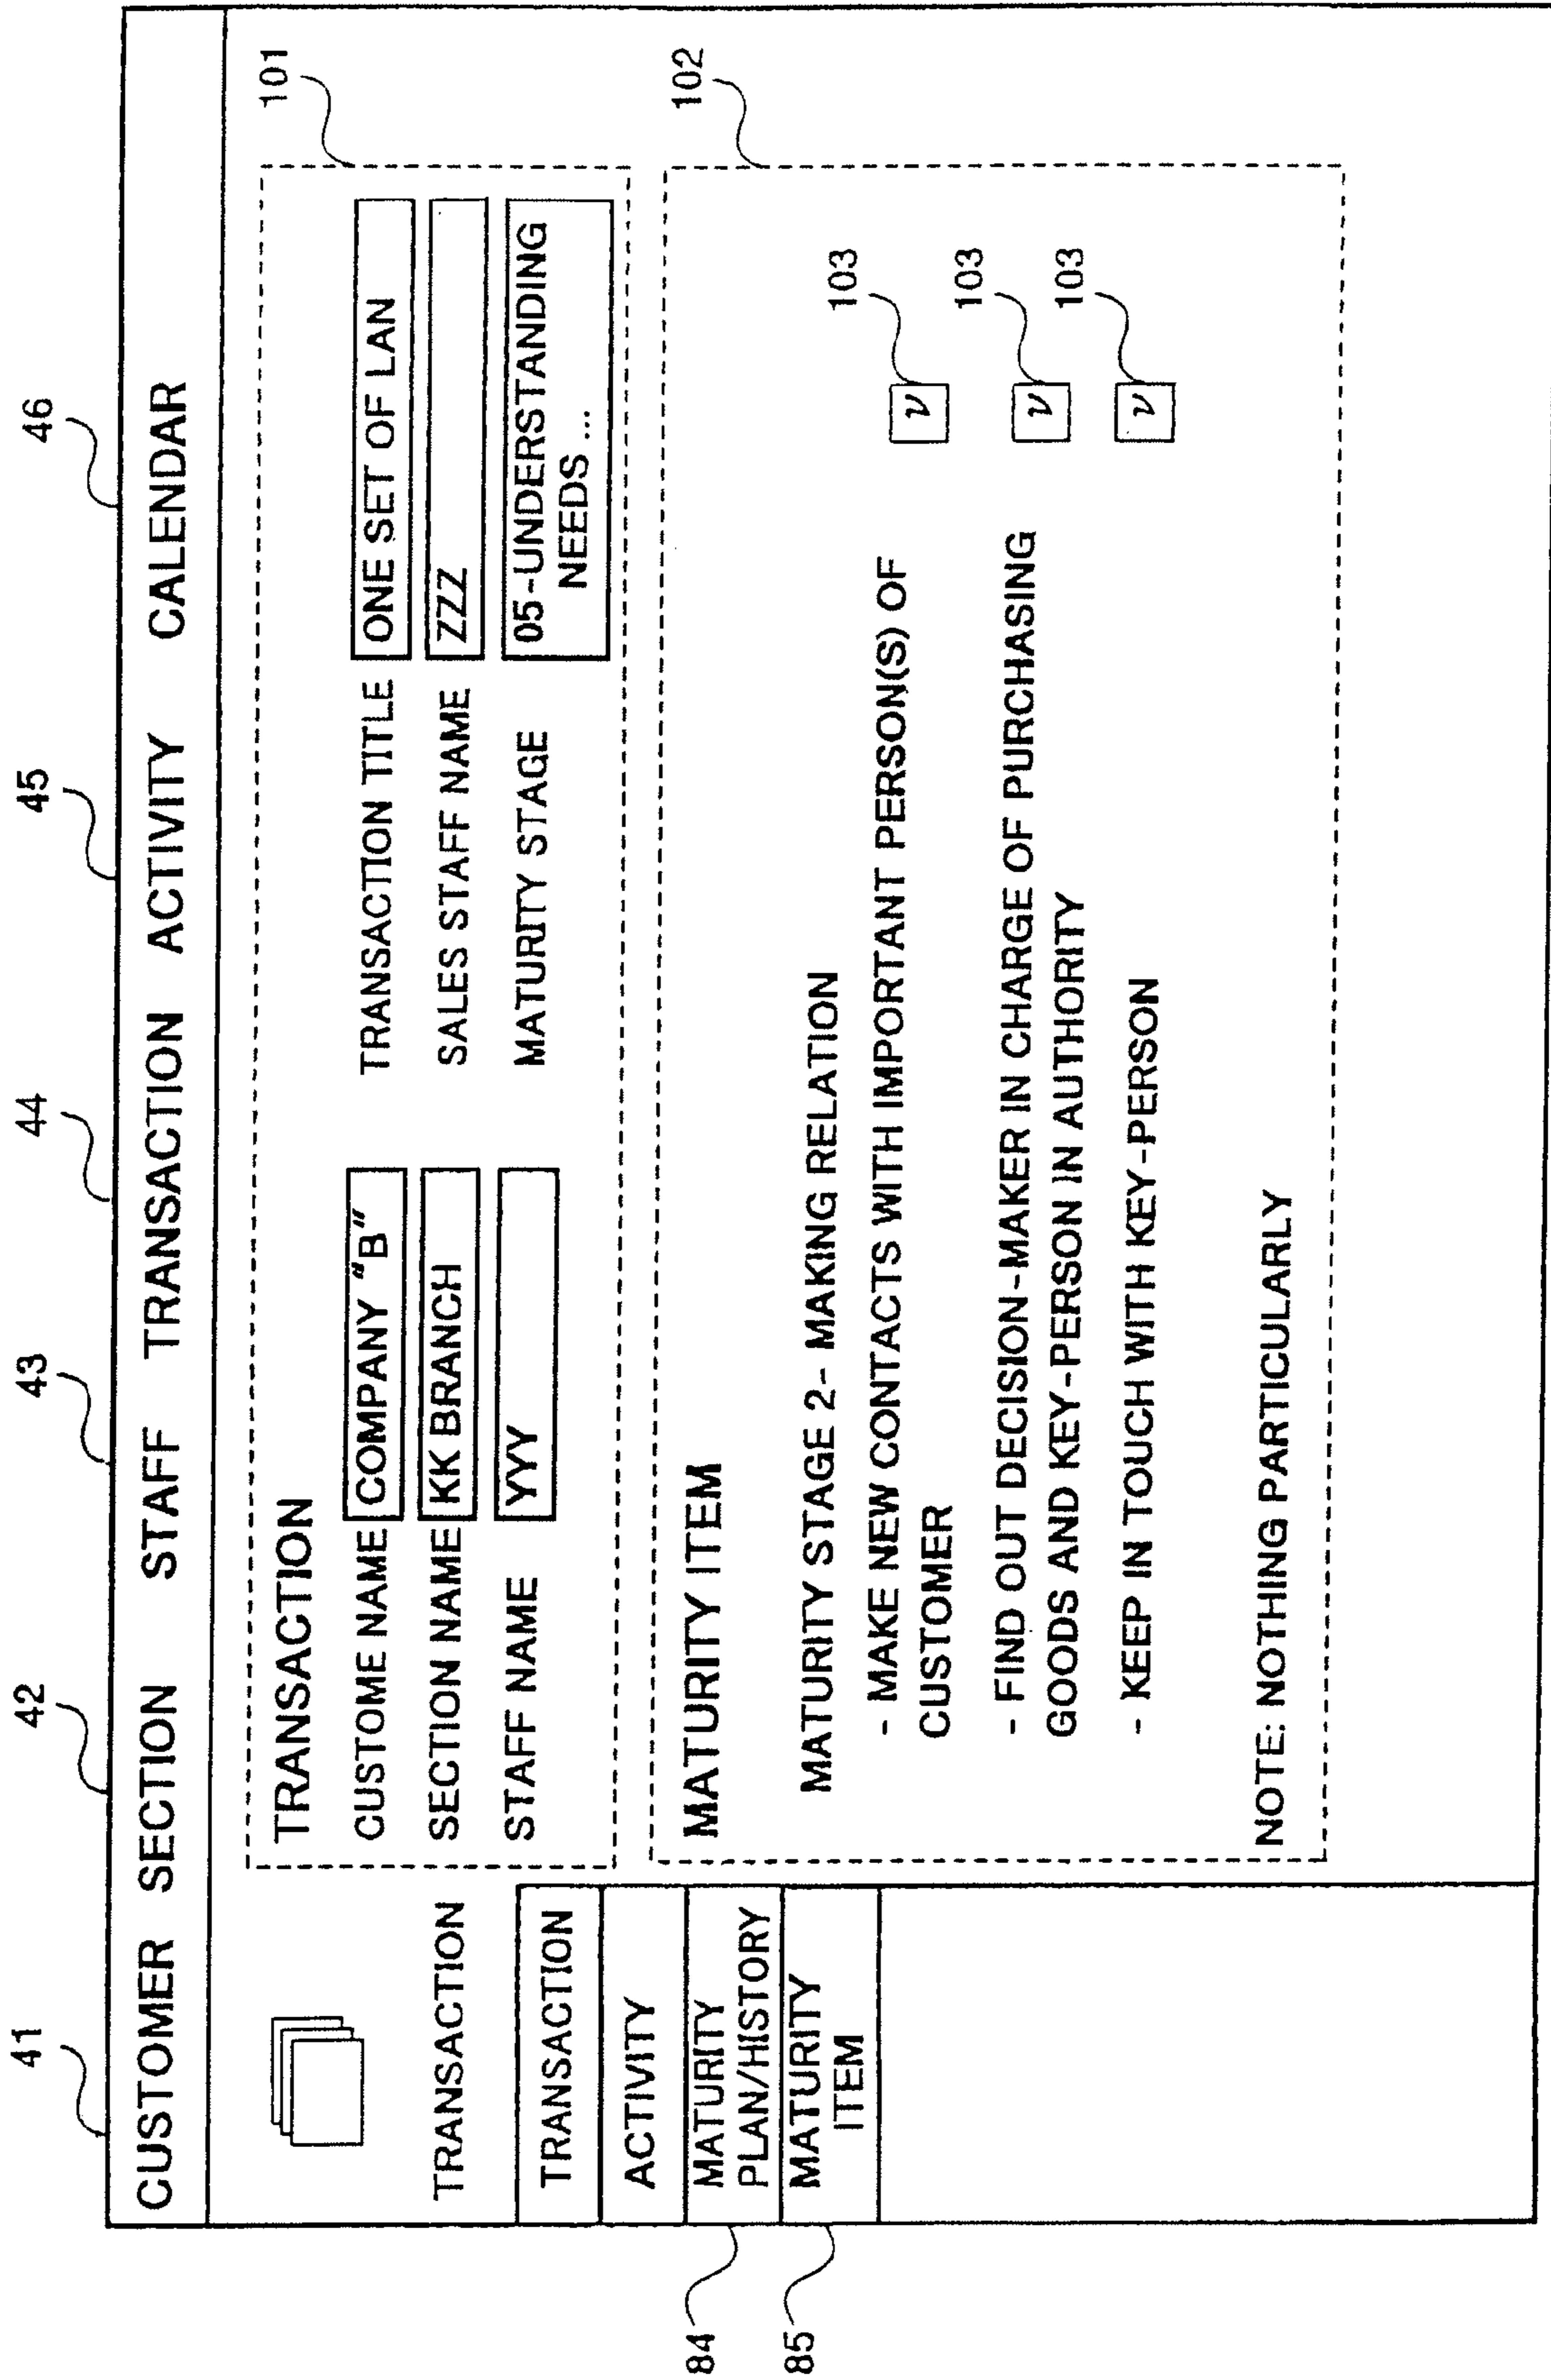 41 42 43 44 45 46
CUSTOMER SECTION STAFF TRANSACTION ACTIVITY CALENDAR
TRANSACTION
TRANSACTION
ACTIVITY
MATURITY
PLAN/HISTORY
MATURITY
ITEM
84
85
101
TRANSACTION
CUSTOME NAME COMPANY "B" TRANSACTION TITLE ONE SET OF LAN
SECTION NAME KK BRANCH SALES STAFF NAME ZZZ
STAFF NAME YYY MATURITY STAGE 05-UNDERSTANDING
NEEDS ...
102
MATURITY ITEM
MATURITY STAGE 2- MAKING RELATION
- MAKE NEW CONTACTS WITH IMPORTANT PERSON(S) OF
CUSTOMER
ν 103
- FIND OUT DECISION-MAKER IN CHARGE OF PURCHASING
GOODS AND KEY-PERSON IN AUTHORITY
ν 103
- KEEP IN TOUCH WITH KEY-PERSON
ν 103
NOTE: NOTHING PARTICULARLY